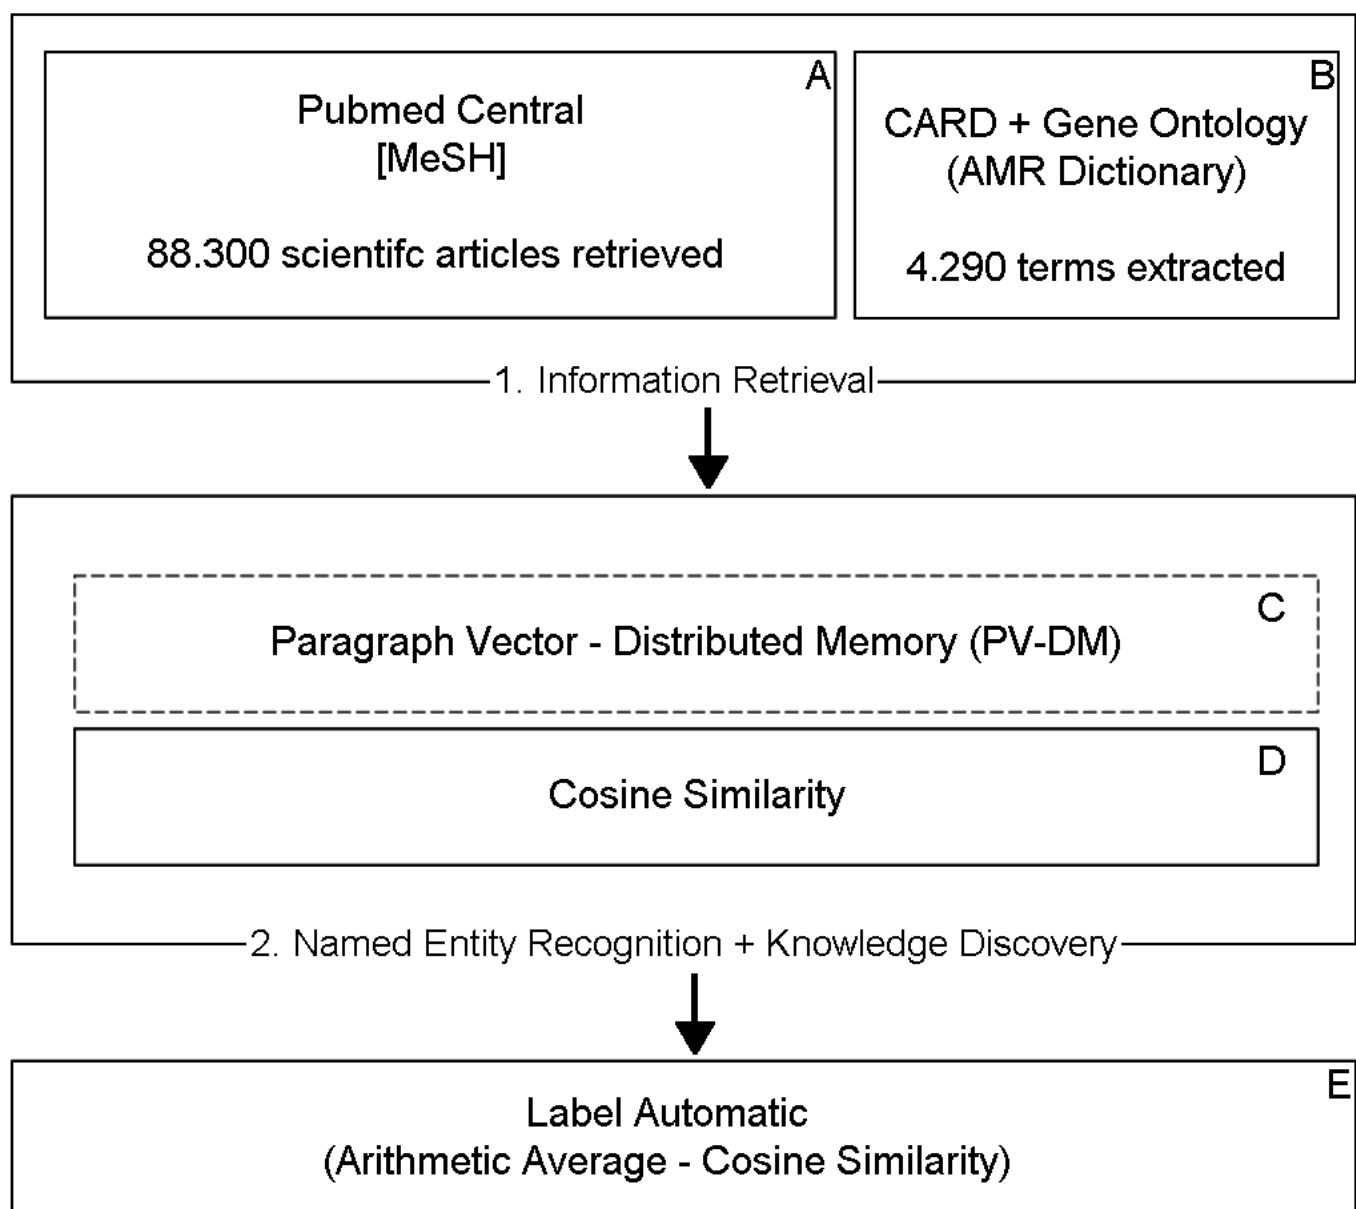 A
Pubmed Central
[MeSH]
88.300 scientifc articles retrieved
B
CARD + Gene Ontology
(AMR Dictionary)
4.290 terms extracted
1. Information Retrieval
C
Paragraph Vector - Distributed Memory (PV-DM)
D
Cosine Similarity
2. Named Entity Recognition + Knowledge Discovery
E
Label Automatic
(Arithmetic Average - Cosine Similarity)